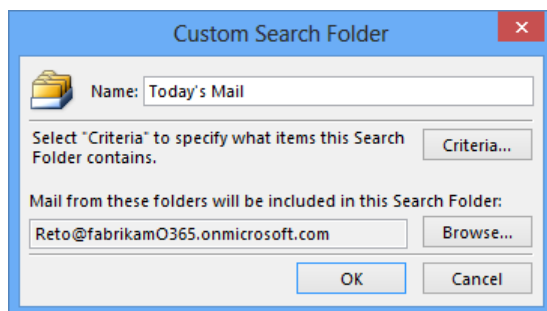 Custom Search Folder
Name: Today's Mail
Select "Criteria" to specify what items this Search
Folder contains.
Criteria...
Mail from these folders will be included in this Search Folder:
Reto@fabrikamO365.onmicrosoft.com
Browse...
OK
Cancel